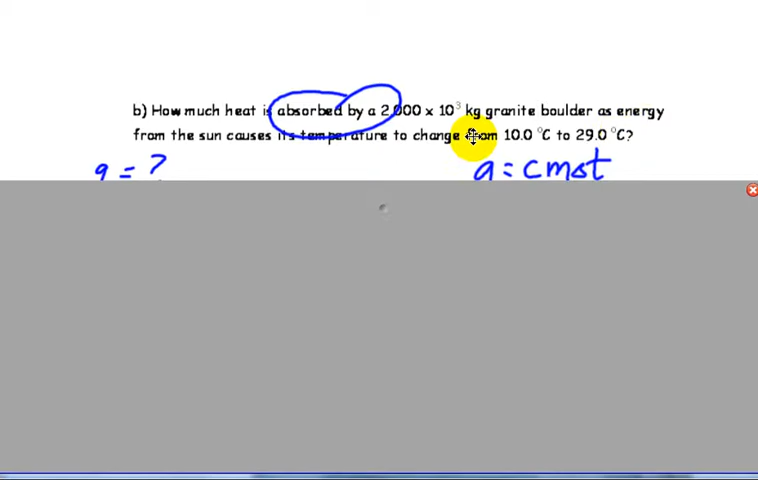 b) How much heat is absorbed by a 2.000 x 10³ kg granite boulder as energy
from the sun causes its temperature to change from 10.0 °C to 29.0 °C?
q = ? q = cmΔt